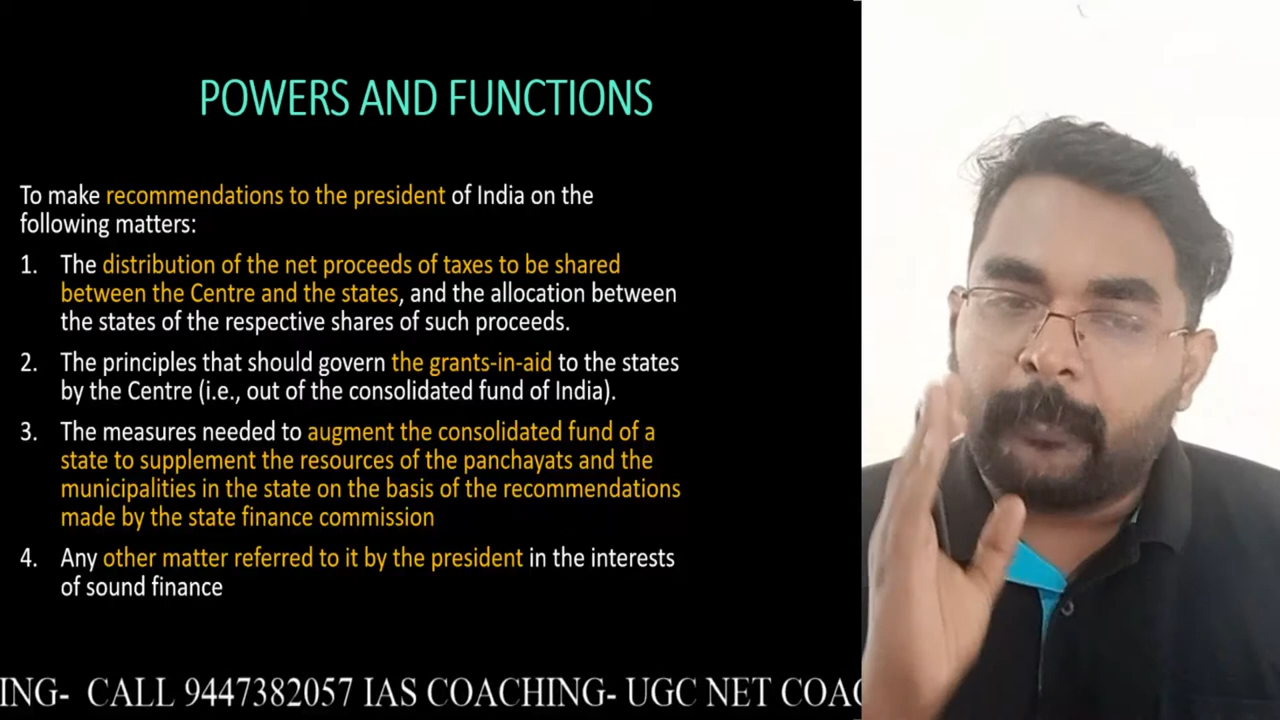 POWERS AND FUNCTIONS
To make recommendations to the president of India on the
following matters:
1. The distribution of the net proceeds of taxes to be shared
between the Centre and the states, and the allocation between
the states of the respective shares of such proceeds.
2. The principles that should govern the grants-in-aid to the states
by the Centre (i.e., out of the consolidated fund of India).
3. The measures needed to augment the consolidated fund of a
state to supplement the resources of the panchayats and the
municipalities in the state on the basis of the recommendations
made by the state finance commission
4. Any other matter referred to it by the president in the interests
of sound finance
ING- CALL 9447382057 IAS COACHING- UGC NET COAC